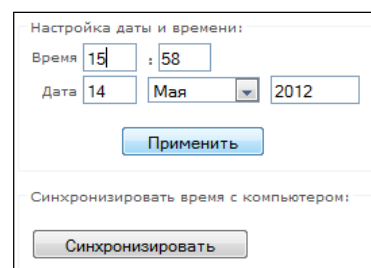 Настройка даты и времени:
Время 15 : 58
Дата 14 Мая 2012
Применить
Синхронизировать время с компьютером:
Синхронизировать